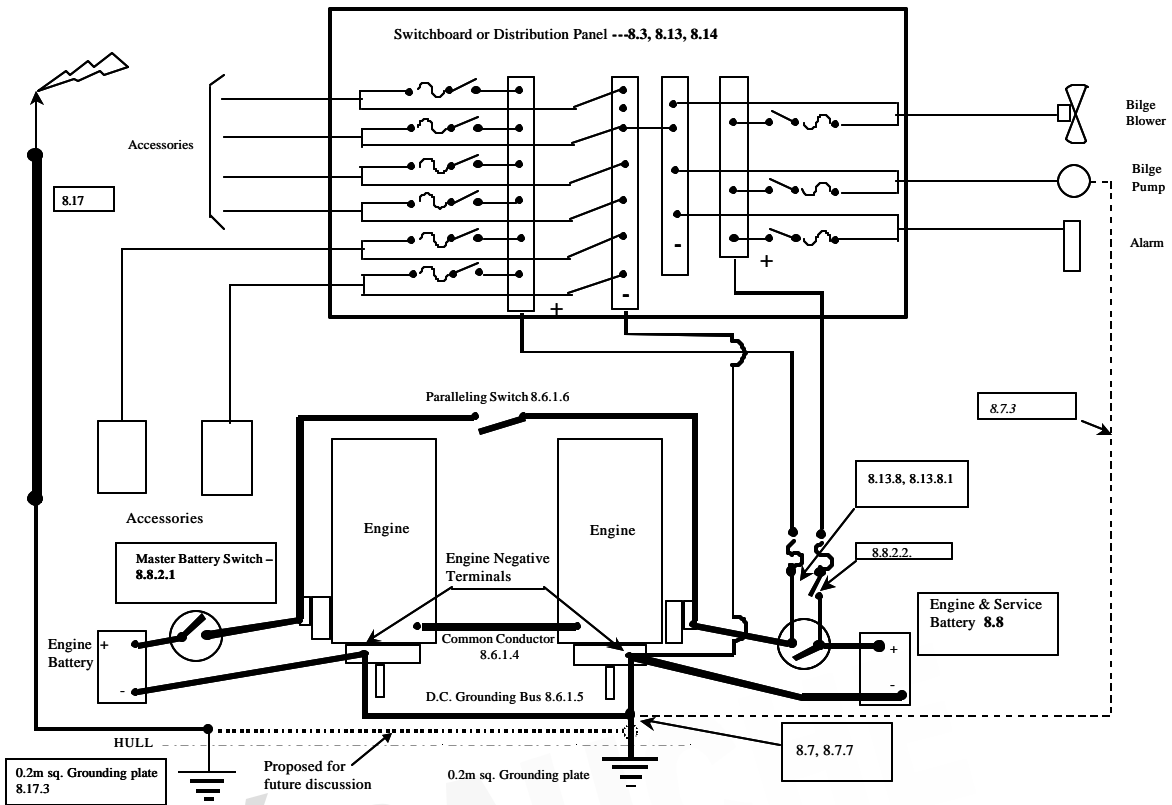 Switchboard or Distribution Panel ---8.3, 8.13, 8.14
Accessories
8.17
Bilge
Blower
Bilge
Pump
Alarm
-
+
-
+
Paralleling Switch 8.6.1.6
8.7.3
8.13.8, 8.13.8.1
8.8.2.2.
Accessories
Engine
Engine
Master Battery Switch –
8.8.2.1
Engine Negative
Terminals
Engine & Service
Battery 8.8
Common Conductor
8.6.1.4
Engine
Battery
+
-
+
-
D.C. Grounding Bus 8.6.1.5
HULL
8.7, 8.7.7
0.2m sq. Grounding plate
8.17.3
Proposed for
future discussion
0.2m sq. Grounding plate